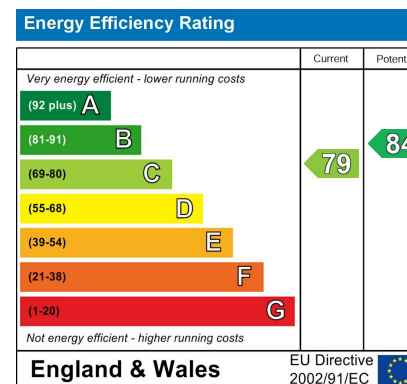 Energy Efficiency Rating
Current
Very energy efficient - lower running costs
(92 plus) A
(81-91) B
84
(69-80) C
79
(55-68) D
(39-54) E
(21-38) F
(1-20) G
Not energy efficient - higher running costs
England & Wales
EU Directive
2002/91/EC